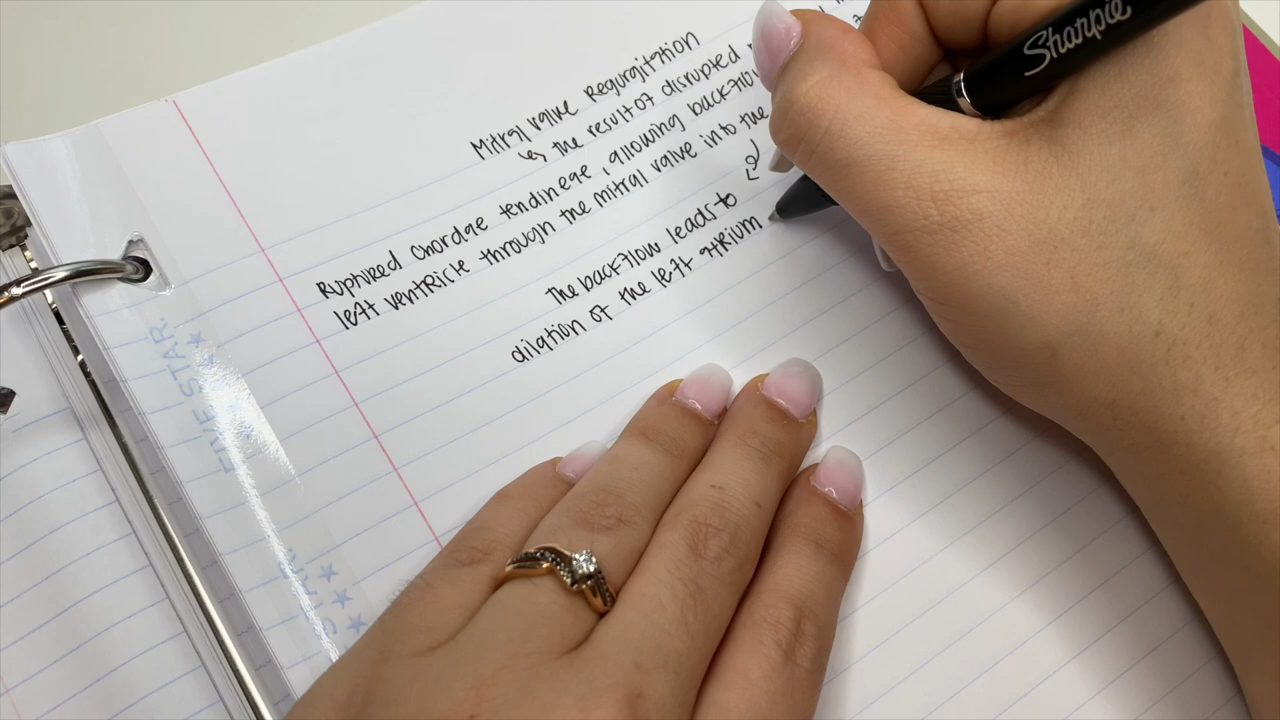 Mitral valve Regurgitation
↳ the result of disrupted
Ruptured Chordae tendineae, allowing backflow
left ventricle through the mitral valve into the
The backflow leads to
dilation of the left atrium
Sharpie
FIVE STAR.
STAR.